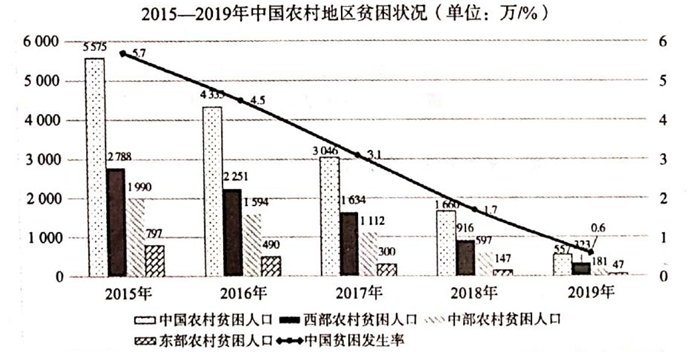 2015—2019年中国农村地区贫困状况（单位：万/%）
6 000 6
5 575 5.7
5 000 5
4 335 4.5
4 000 4
3 046 3.1
3 000 3
2 788 2 251
1 990 1 594 1 634 1 660 1.7
2 000 2
797 490 1 112 300 916 597 147 557 323 0.6 181 47
1 000 1
0 0
2015年 2016年 2017年 2018年 2019年
中国农村贫困人口 西部农村贫困人口 中部农村贫困人口
东部农村贫困人口 中国贫困发生率